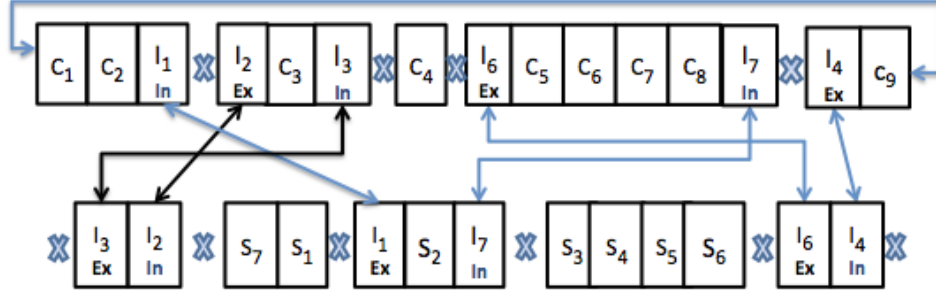 C₁ C₂ I₁ I₂ C₃ I₃ C₄ I₆ C₅ C₆ C₇ C₈ I₇ I₄ C₉
In Ex In Ex In Ex
I₃ I₂ S₇ S₁ I₁ S₂ I₇ S₃ S₄ S₅ S₆ I₆ I₄
Ex In Ex In Ex In